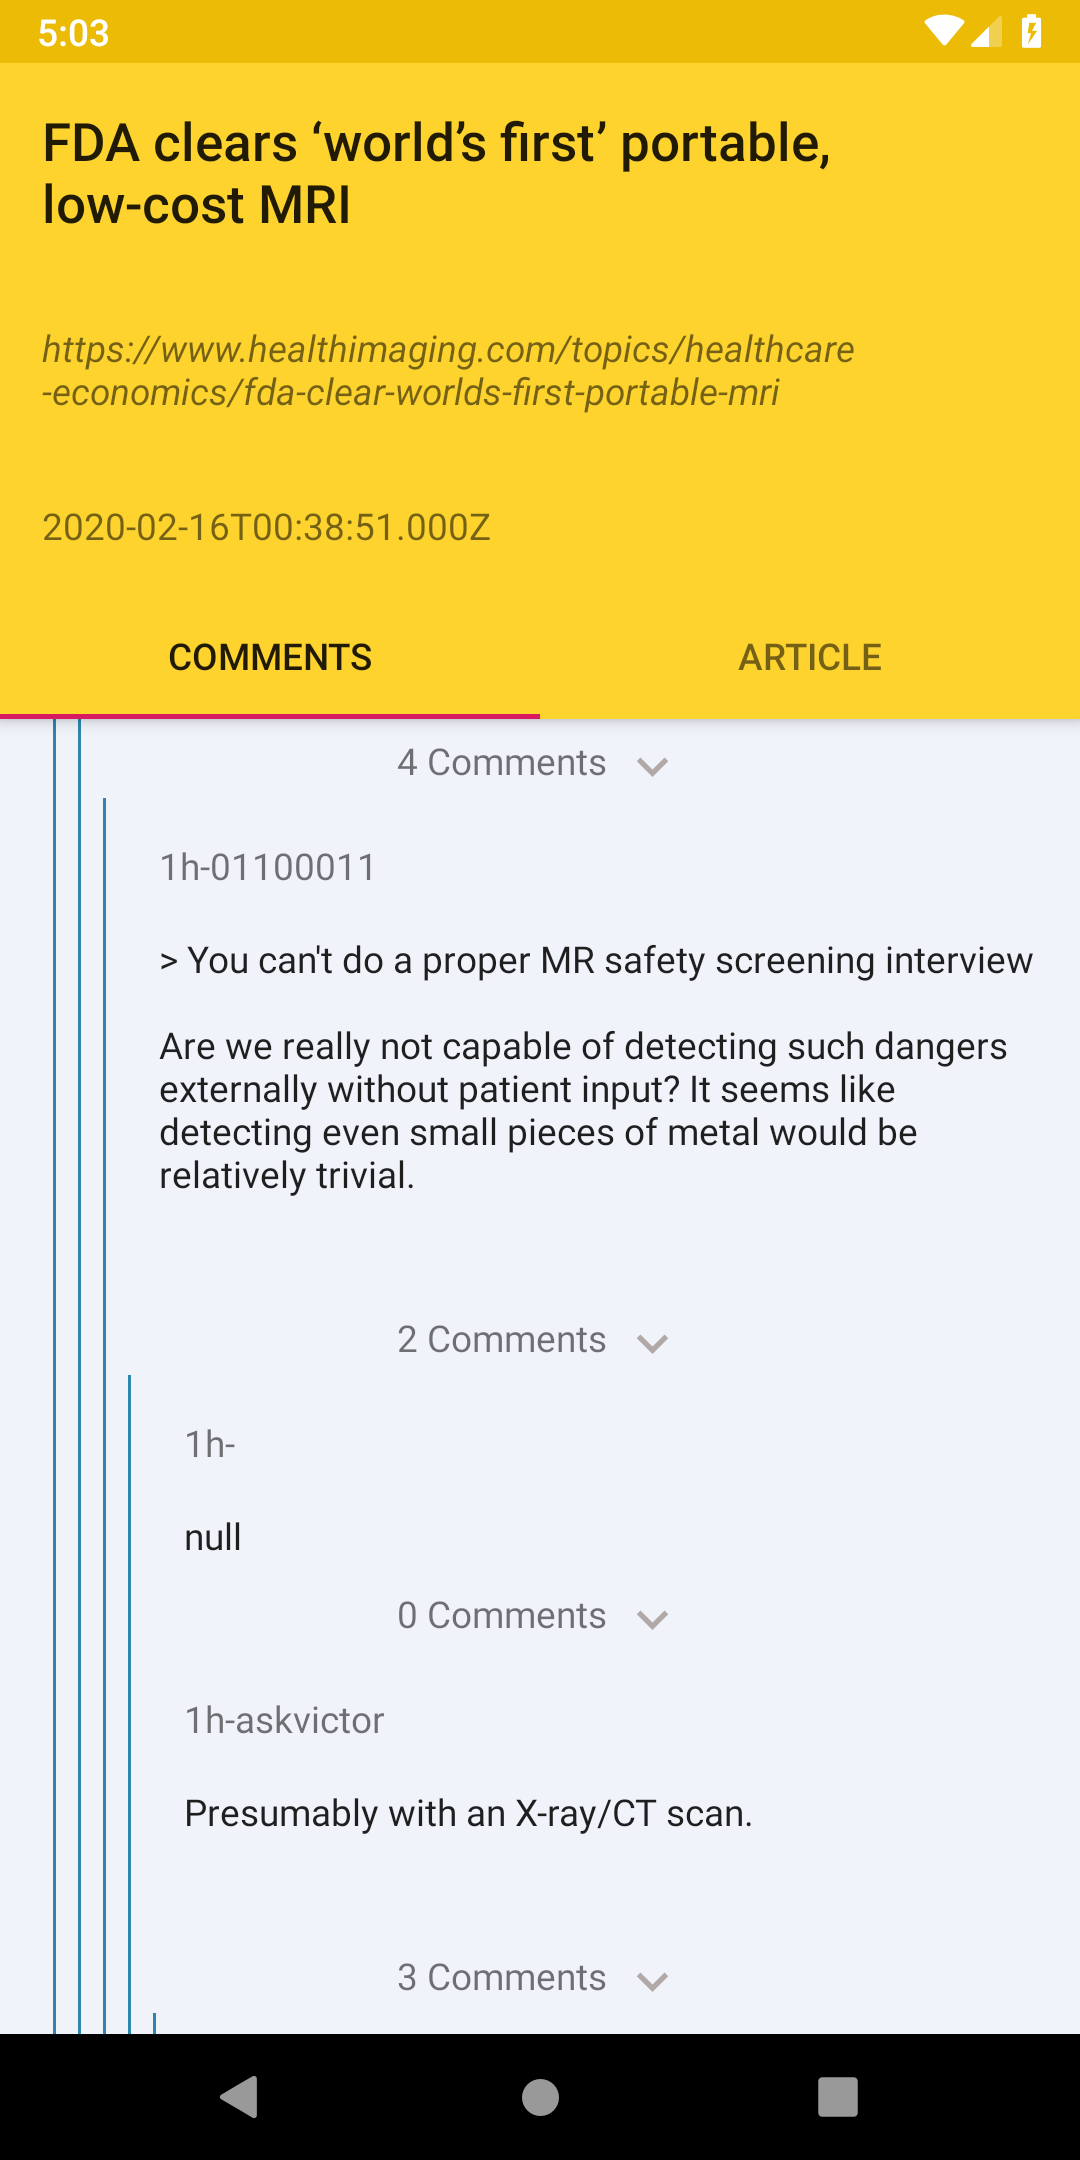 5:03
FDA clears ‘world’s first’ portable,
low-cost MRI
https://www.healthimaging.com/topics/healthcare
-economics/fda-clear-worlds-first-portable-mri
2020-02-16T00:38:51.000Z
COMMENTS
ARTICLE
4 Comments
1h-01100011
> You can't do a proper MR safety screening interview
Are we really not capable of detecting such dangers
externally without patient input? It seems like
detecting even small pieces of metal would be
relatively trivial.
2 Comments
1h-
null
0 Comments
1h-askvictor
Presumably with an X-ray/CT scan.
3 Comments